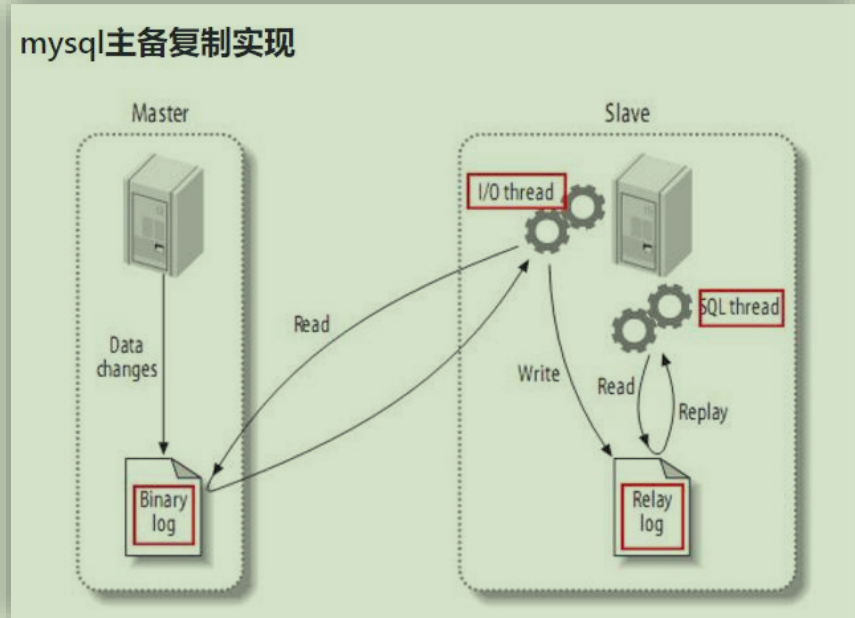 mysql主备复制实现
Master
Slave
I/O thread
SQL thread
Read
Data
changes
Write
Read
Replay
Binary
log
Relay
log